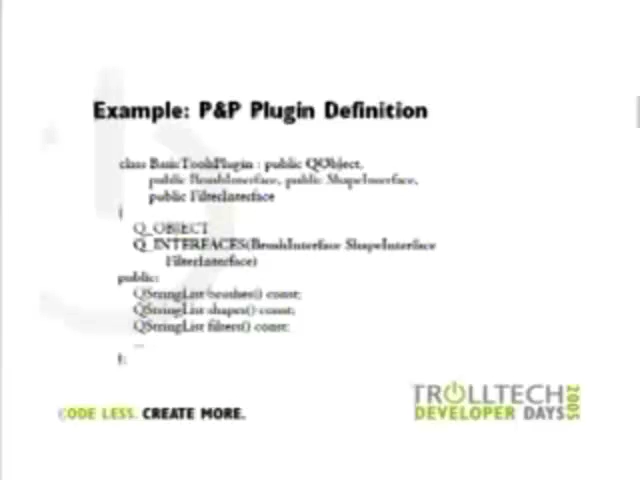 Example: P&P Plugin Definition
class BasicToolsPlugin : public QObject,
public BrushInterface, public ShapeInterface,
public FilterInterface
{
Q_OBJECT
Q_INTERFACES(BrushInterface ShapeInterface
FilterInterface)
public:
QStringList brushes() const;
QStringList shapes() const;
QStringList filters() const;
...
};
CODE LESS. CREATE MORE.
TROLLTECH
DEVELOPER DAYS
2005